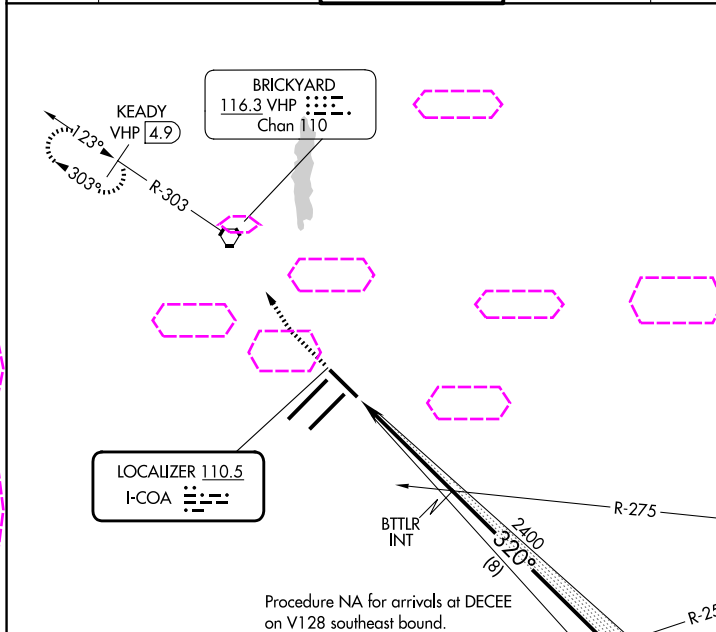 BRICKYARD
116.3 VHP
Chan 110
KEADY
VHP 4.9
123°
303°
R-303
LOCALIZER 110.5
I-COA
R-275
BTTLR
INT
2400
320°
(8)
Procedure NA for arrivals at DECEE
on V128 southeast bound.